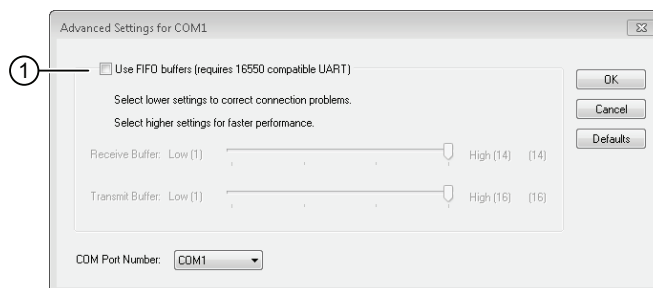 Advanced Settings for COM1
1
Use FIFO buffers (requires 16550 compatible UART)
OK
Select lower settings to correct connection problems.
Cancel
Select higher settings for faster performance.
Defaults
Receive Buffer: Low (1) High (14) (14)
Transmit Buffer: Low (1) High (16) (16)
COM Port Number: COM1